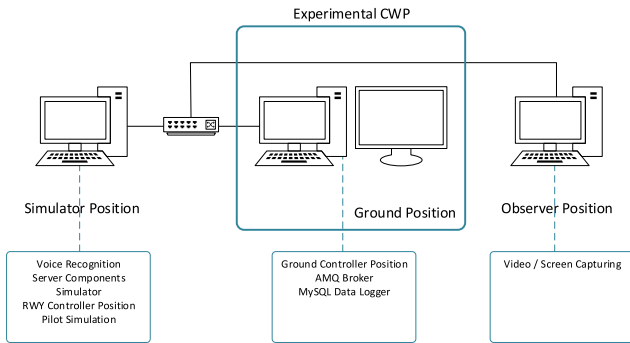 Experimental CWP
Simulator Position
Ground Position
Observer Position
Voice Recognition
Server Components
Simulator
RWY Controller Position
Pilot Simulation
Ground Controller Position
AMQ Broker
MySQL Data Logger
Video / Screen Capturing